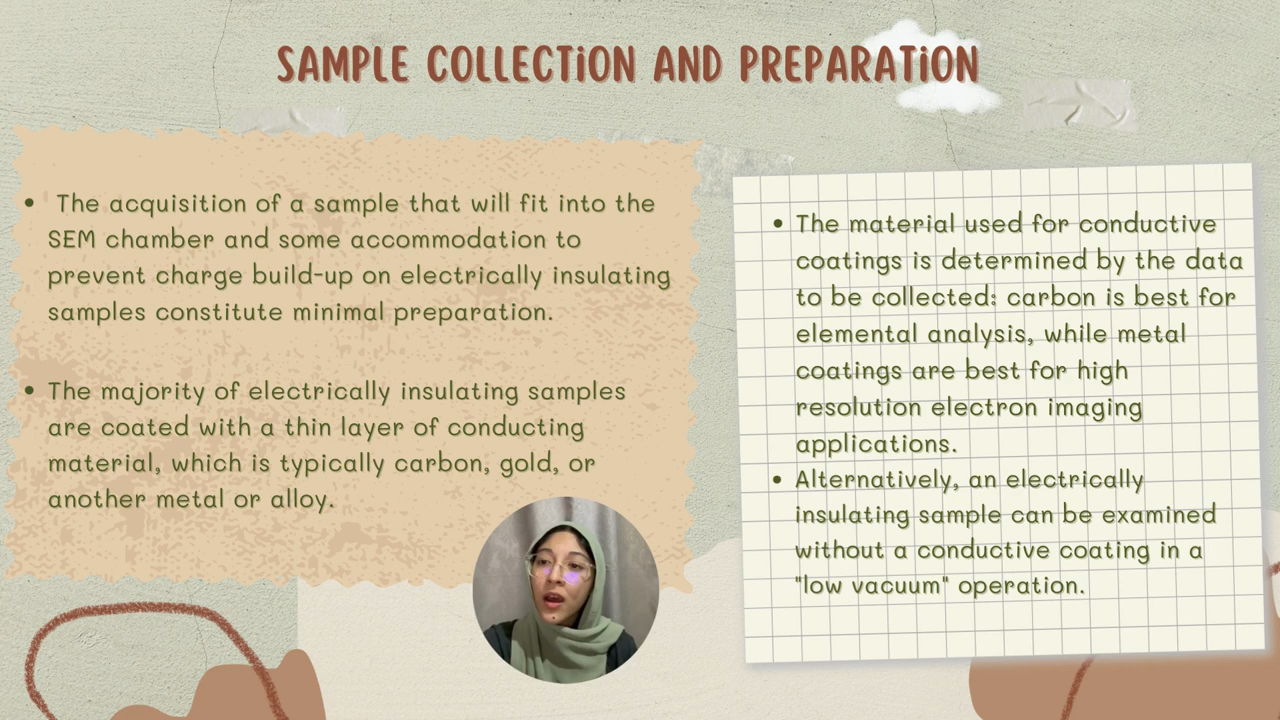 SAMPLE COLLECTION AND PREPARATION
• The acquisition of a sample that will fit into the
SEM chamber and some accommodation to
prevent charge build-up on electrically insulating
samples constitute minimal preparation.
• The majority of electrically insulating samples
are coated with a thin layer of conducting
material, which is typically carbon, gold, or
another metal or alloy.
• The material used for conductive
coatings is determined by the data
to be collected: carbon is best for
elemental analysis, while metal
coatings are best for high
resolution electron imaging
applications.
• Alternatively, an electrically
insulating sample can be examined
without a conductive coating in a
"low vacuum" operation.